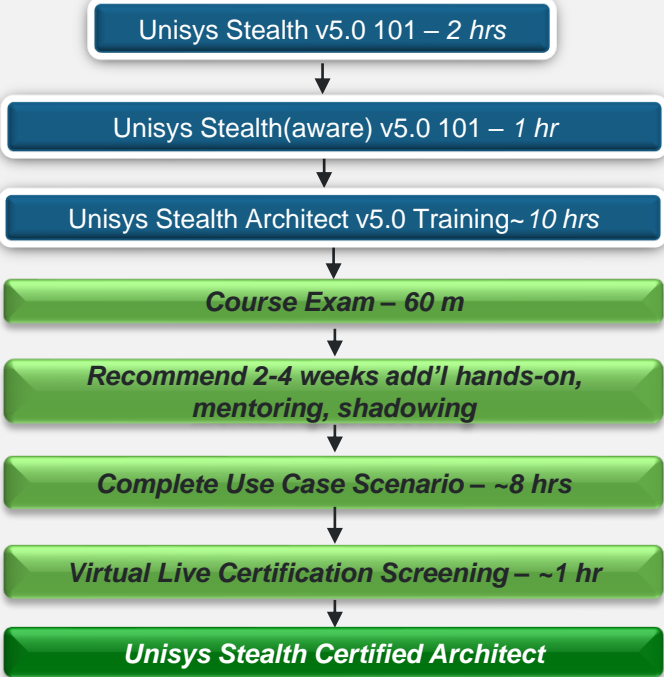 Unisys Stealth v5.0 101 – 2 hrs
Unisys Stealth(aware) v5.0 101 – 1 hr
Unisys Stealth Architect v5.0 Training~ 10 hrs
Course Exam – 60 m
Recommend 2-4 weeks add'l hands-on,
mentoring, shadowing
Complete Use Case Scenario – ~8 hrs
Virtual Live Certification Screening – ~1 hr
Unisys Stealth Certified Architect